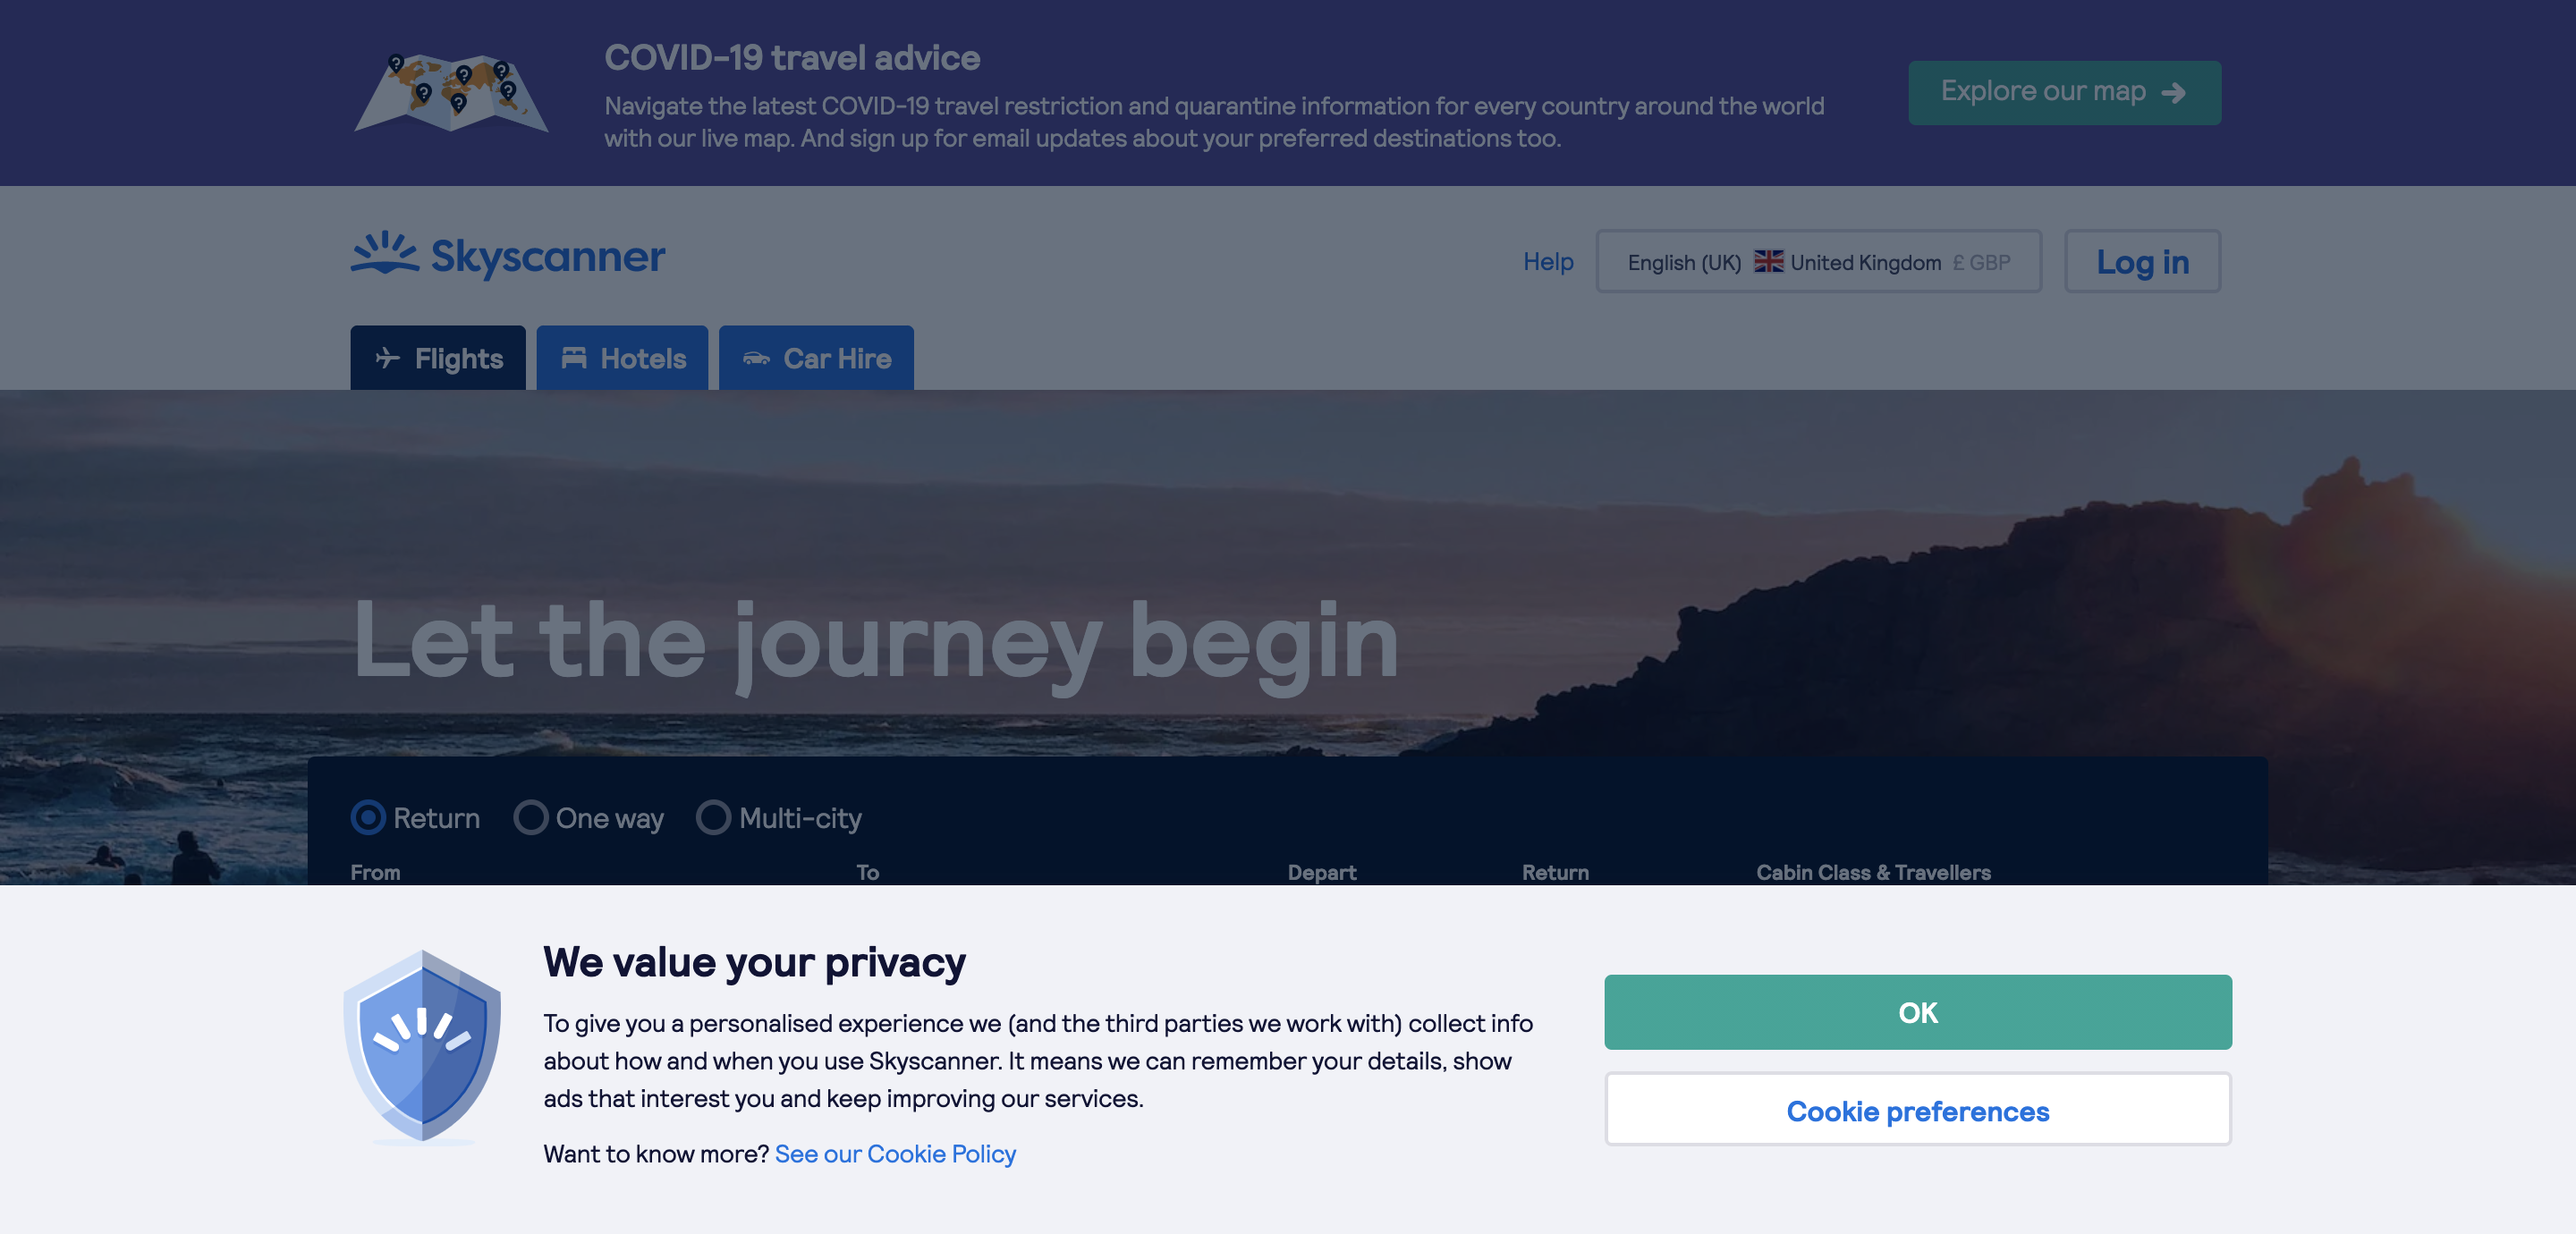 COVID-19 travel advice
Navigate the latest COVID-19 travel restriction and quarantine information for every country around the world
with our live map. And sign up for email updates about your preferred destinations too.
Explore our map →
Skyscanner
Help
English (UK) United Kingdom £ GBP
Log in
Flights
Hotels
Car Hire
Let the journey begin
Return
One way
Multi-city
From
To
Depart
Return
Cabin Class & Travellers
We value your privacy
To give you a personalised experience we (and the third parties we work with) collect info
about how and when you use Skyscanner. It means we can remember your details, show
ads that interest you and keep improving our services.
Want to know more? See our Cookie Policy
OK
Cookie preferences